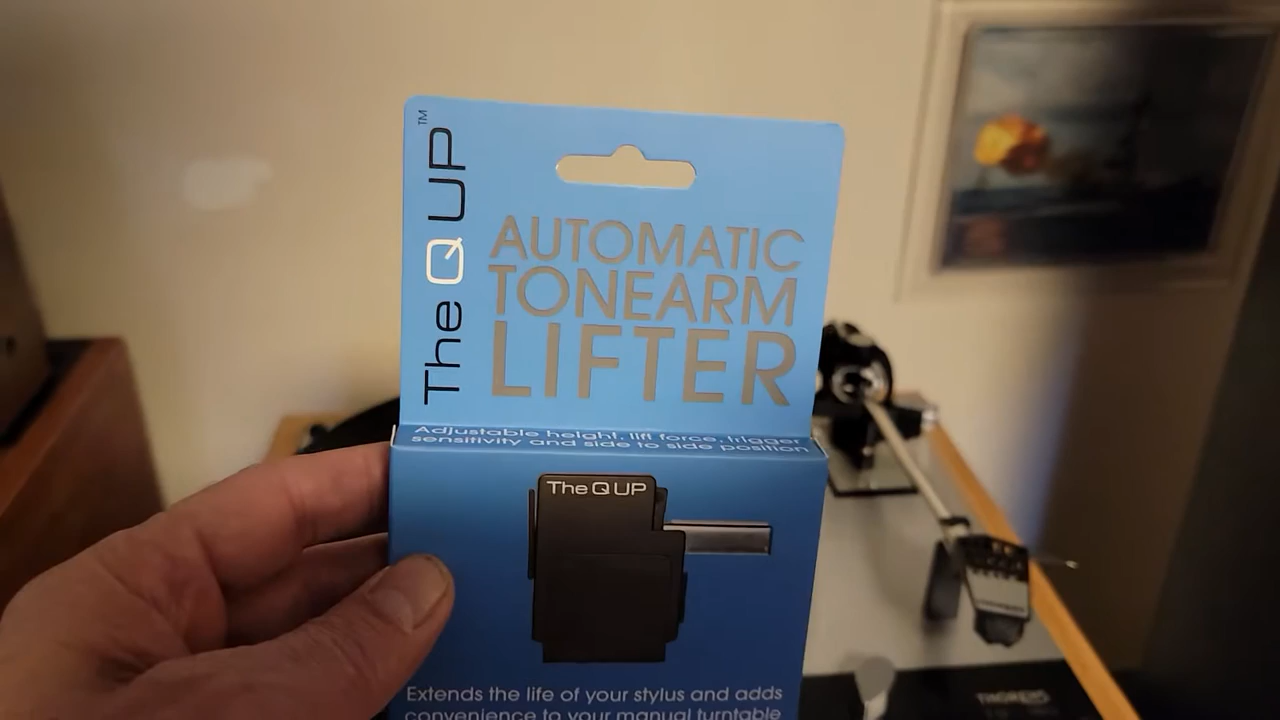 The Q UP™
AUTOMATIC
TONEARM
LIFTER
Adjustable height, lift force, trigger
sensitivity and side to side position
The Q UP
Extends the life of your stylus and adds
convenience to your manual turntable
THORENS